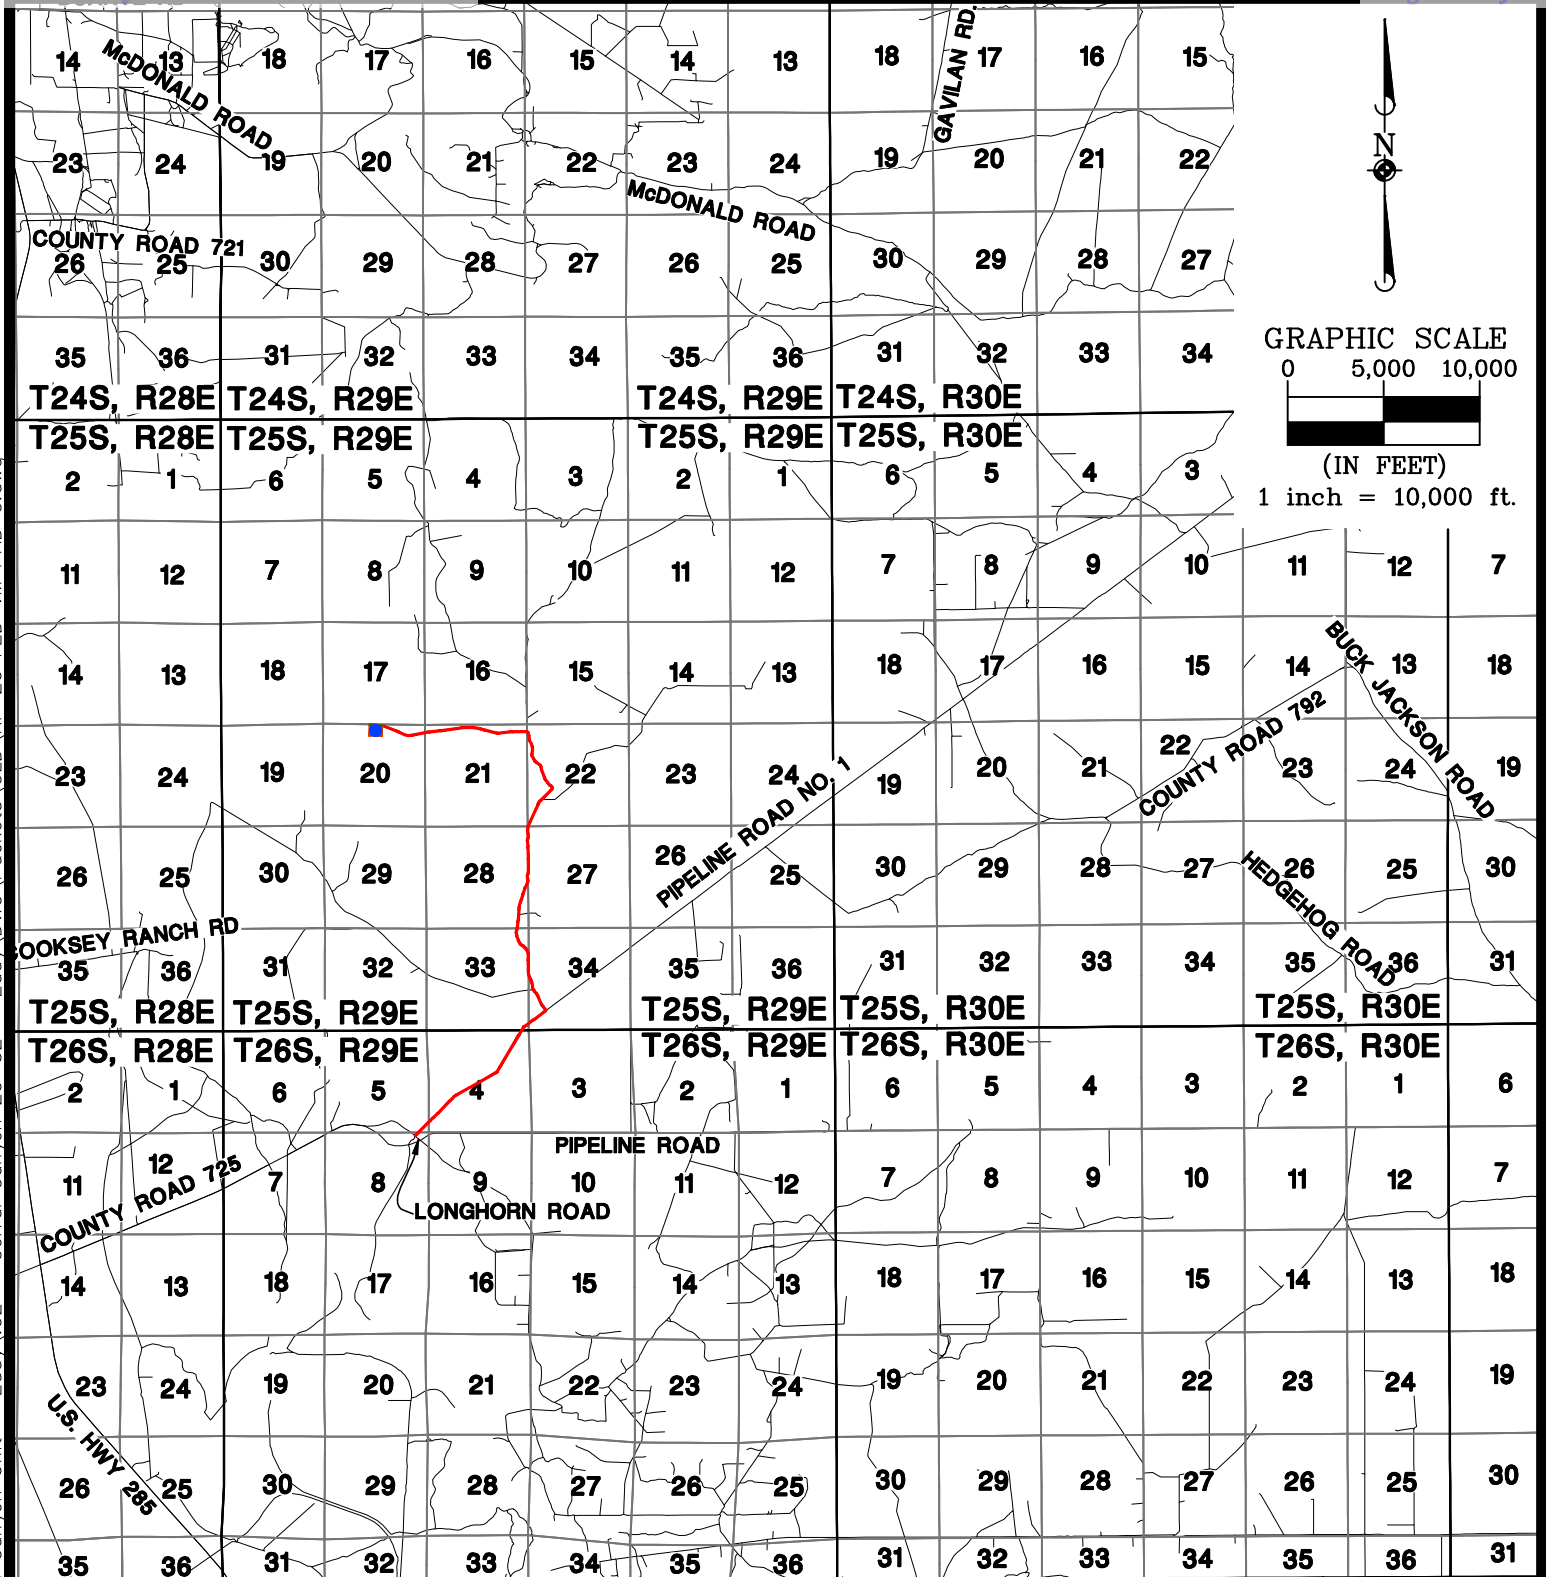 14 13 18 17 16 15 14 13 18 17 16 15
McDONALD ROAD
GAVILAN RD.
N
23 24 19 20 21 22 23 24 19 20 21 22
McDONALD ROAD
COUNTY ROAD 721
26 25 30 29 28 27 26 25 30 29 28 27
GRAPHIC SCALE
0 5,000 10,000
(IN FEET)
1 inch = 10,000 ft.
35 36 31 32 33 34 35 36 31 32 33 34
T24S, R28E T24S, R29E T24S, R29E T24S, R30E
T25S, R28E T25S, R29E T25S, R29E T25S, R30E
2 1 6 5 4 3 2 1 6 5 4 3
11 12 7 8 9 10 11 12 7 8 9 10 11 12 7
14 13 18 17 16 15 14 13 18 17 16 15 14 13 18
BUCK JACKSON ROAD
COUNTY ROAD 792
23 24 19 20 21 22 23 24 19 20 21 22 23 24 19
PIPELINE ROAD NO. 1
26 25 30 29 28 27 26 25 30 29 28 27 26 25 30
HEDGEHOG ROAD
COOKSEY RANCH RD
35 36 31 32 33 34 35 36 31 32 33 34 35 36 31
T25S, R28E T25S, R29E T25S, R29E T25S, R30E T25S, R30E
T26S, R28E T26S, R29E T26S, R29E T26S, R30E T26S, R30E
2 1 6 5 4 3 2 1 6 5 4 3 2 1 6
PIPELINE ROAD
11 12 7 8 9 10 11 12 7 8 9 10 11 12 7
COUNTY ROAD 725
LONGHORN ROAD
14 13 18 17 16 15 14 13 18 17 16 15 14 13 18
23 24 19 20 21 22 23 24 19 20 21 22 23 24 19
U.S. HWY 285
26 25 30 29 28 27 26 25 30 29 28 27 26 25 30
35 36 31 32 33 34 35 36 31 32 33 34 35 36 31